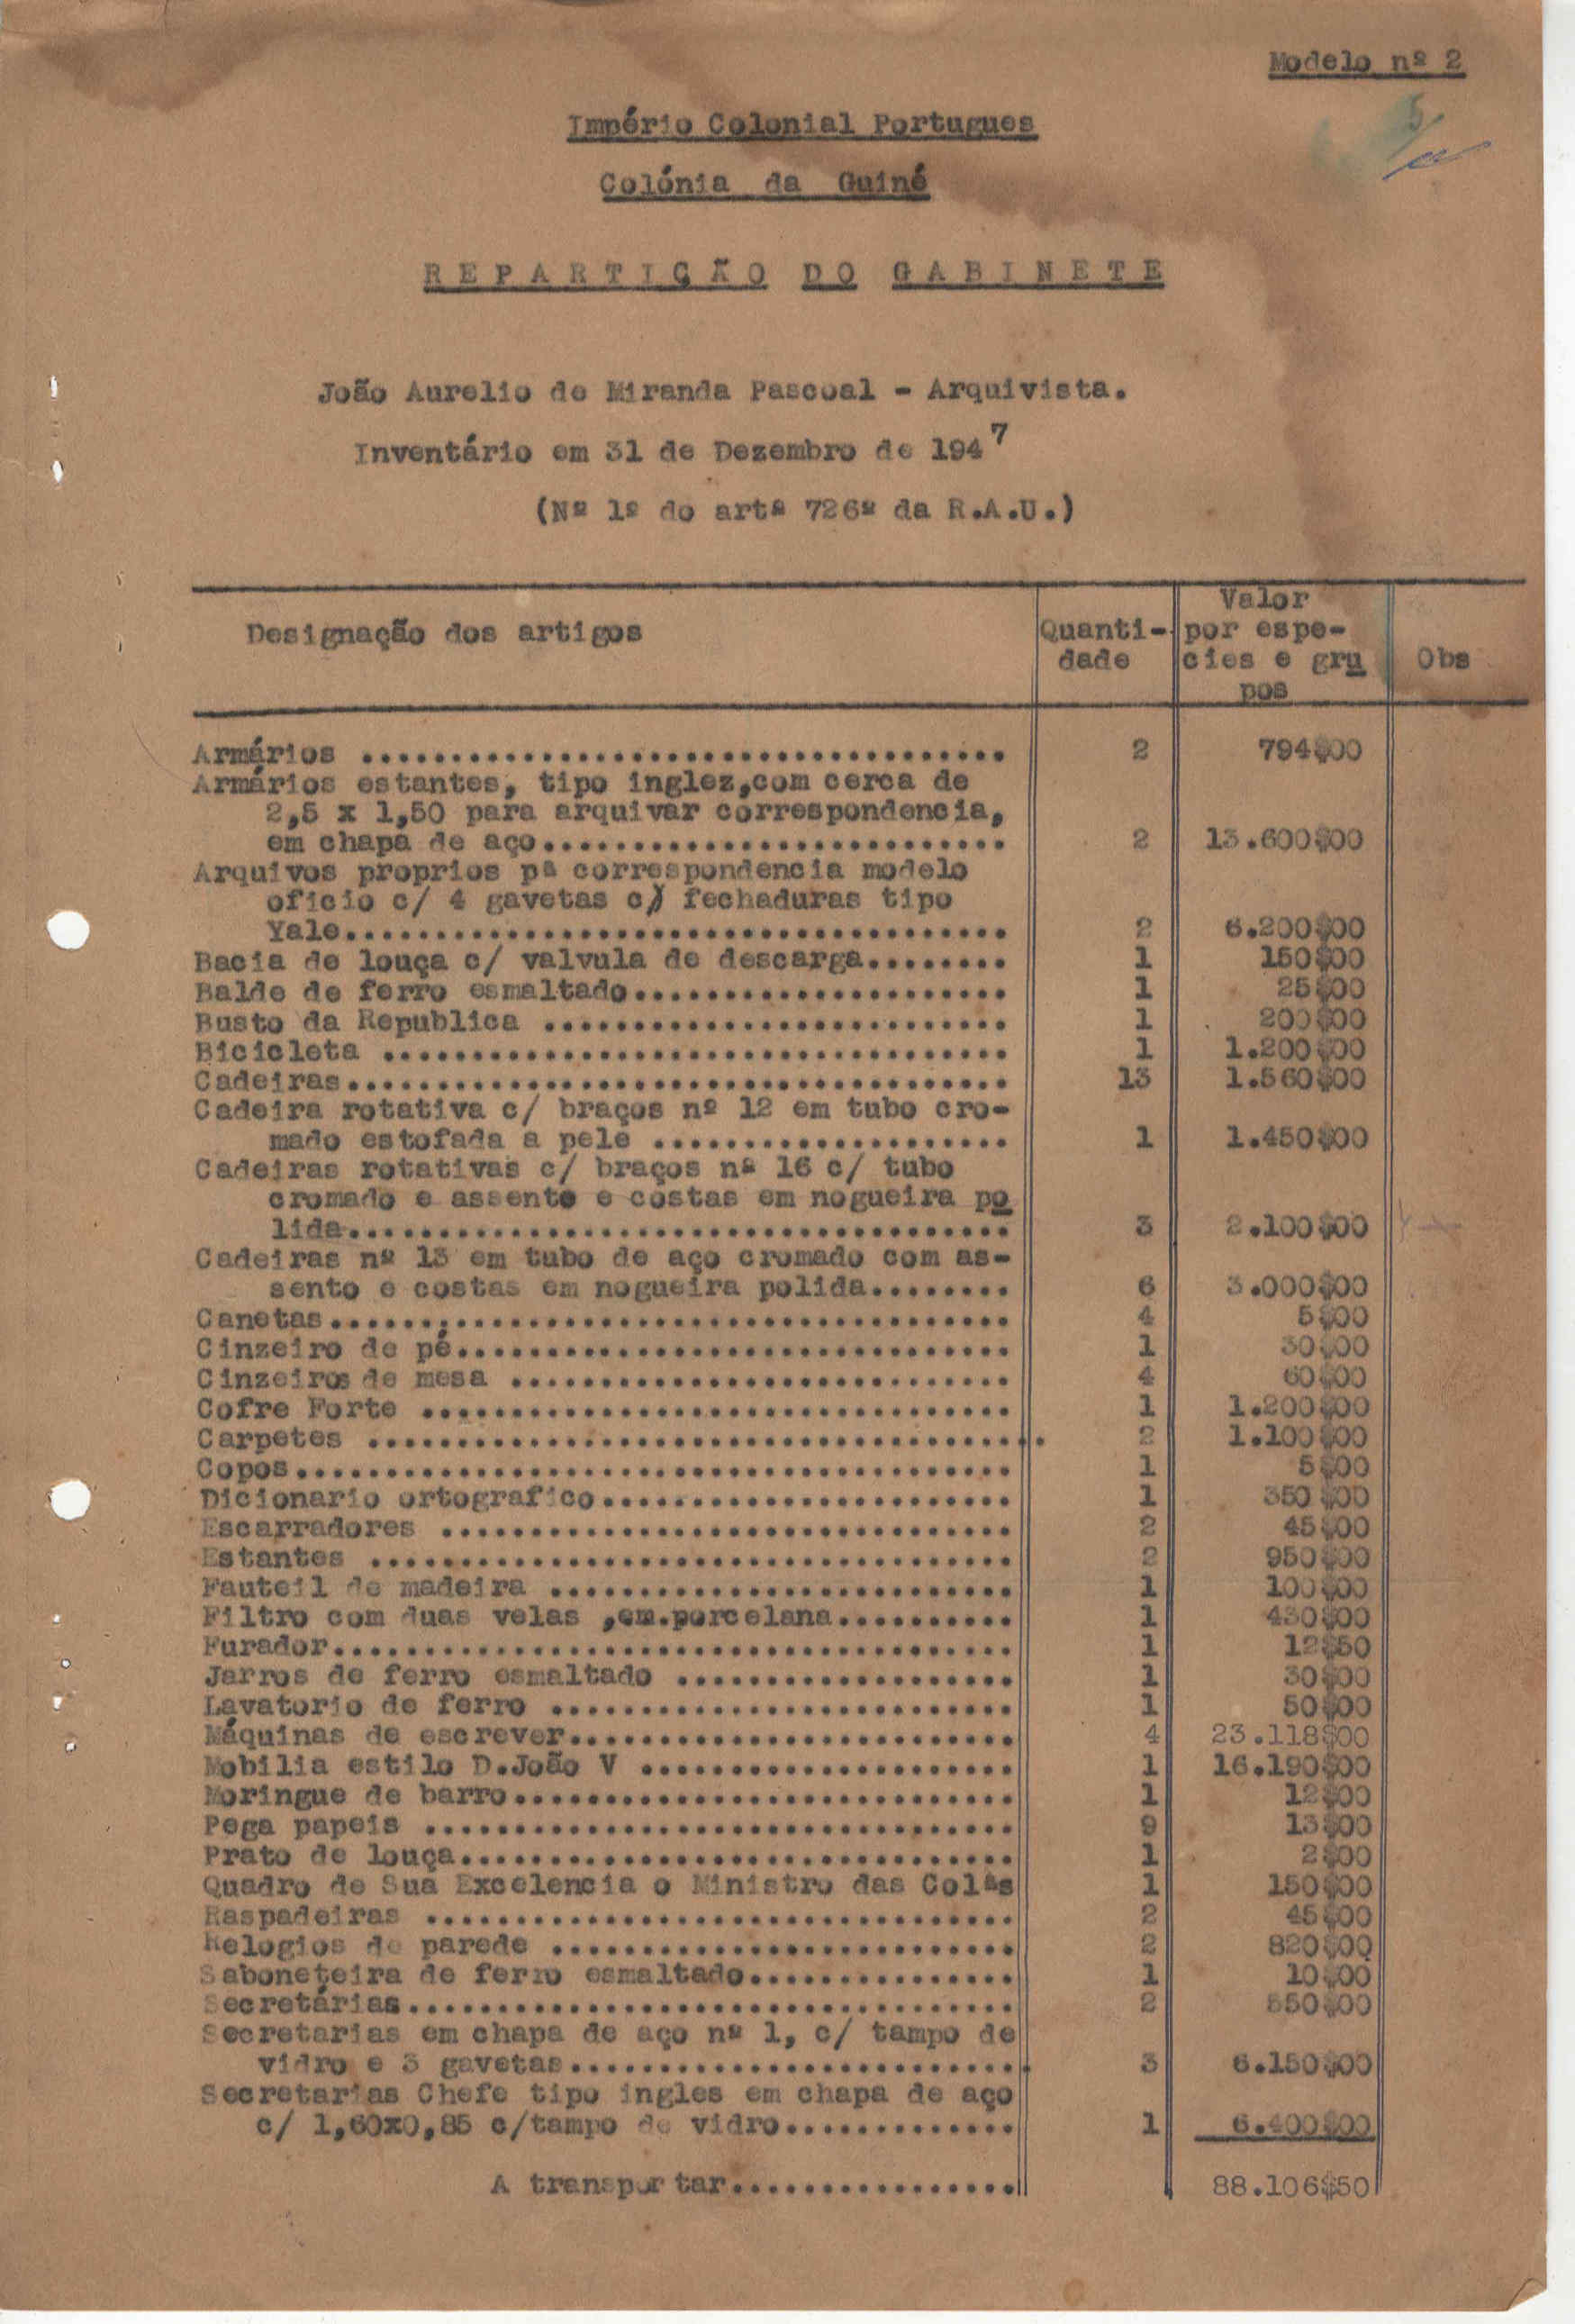 Modelo nº 2
Império Colonial Portugues
Colónia da Guiné
REPARTIÇÃO DO GABINETE
João Aurelio de Miranda Pascoal - Arquivista.
Inventário em 31 de Dezembro de 1947
(Nº 1º do artº 726º da R.A.U.)
Designação dos artigos Quanti-dade Valor por espe-cies e gru pos Obs
Armários .................................... 2 794$00
Armários estantes, tipo inglez,com cerca de
2,5 x 1,50 para arquivar correspondencia,
em chapa de aço.......................... 2 13.600$00
Arquivos proprios pª correspondencia modelo
oficio c/ 4 gavetas c/ fechaduras tipo
Yale..................................... 2 6.200$00
Bacia de louça c/ valvula de descarga........ 1 150$00
Balde de ferro esmaltado..................... 1 25$00
Busto da Republica .......................... 1 200$00
Bicicleta ................................... 1 1.200$00
Cadeiras..................................... 13 1.560$00
Cadeira rotativa c/ braços nº 12 em tubo cro-
mado estofada a pele .................... 1 1.450$00
Cadeiras rotativas c/ braços nº 16 c/ tubo
cromado e assento e costas em nogueira po
lida..................................... 3 2.100$00
Cadeiras nº 13 em tubo de aço cromado com as-
sento e costas em nogueira polida........ 6 3.000$00
Canetas...................................... 4 5$00
Cinzeiro de pé............................... 1 30$00
Cinzeiros de mesa ............................ 4 60$00
Cofre Forte ................................. 1 1.200$00
Carpetes ...................................... 2 1.100$00
Copos........................................ 1 5$00
Dicionario ortografico....................... 1 350$00
Escarradores ................................ 2 45$00
Estantes .................................... 2 950$00
Fauteil de madeira .......................... 1 100$00
Filtro com duas velas ,em.porcelana.......... 1 430$00
Furador...................................... 1 12$50
Jarros de ferro esmaltado ................... 1 30$00
Lavatorio de ferro .......................... 1 50$00
Máquinas de escrever......................... 4 23.118$00
Mobilia estilo D.João V ..................... 1 16.190$00
Moringue de barro............................ 1 12$00
Pega papeis ................................. 9 13$00
Prato de louça............................... 1 2$00
Quadro de Sua Excelencia o Ministro das Colªs 1 150$00
Raspadeiras ................................. 2 45$00
Relogios de parede .......................... 2 820$00
Saboneteira de ferro esmaltado............... 1 10$00
Secretárias.................................. 2 550$00
Secretarias em chapa de aço nº 1, c/ tampo de
vidro e 3 gavetas.......................... 3 6.150$00
Secretarias Chefe tipo ingles em chapa de aço
c/ 1,60x0,85 c/tampo de vidro............. 1 6.400$00
A transportar................ 88.106$50